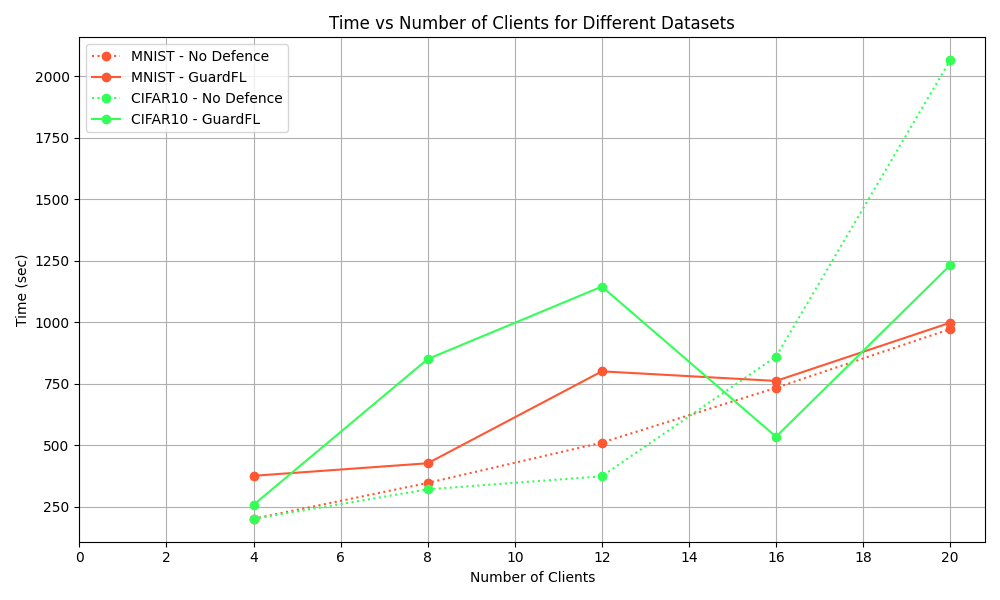 Time vs Number of Clients for Different Datasets
MNIST - No Defence
MNIST - GuardFL
CIFAR10 - No Defence
CIFAR10 - GuardFL
Time (sec)
2000
1750
1500
1250
1000
750
500
250
0 2 4 6 8 10 12 14 16 18 20
Number of Clients